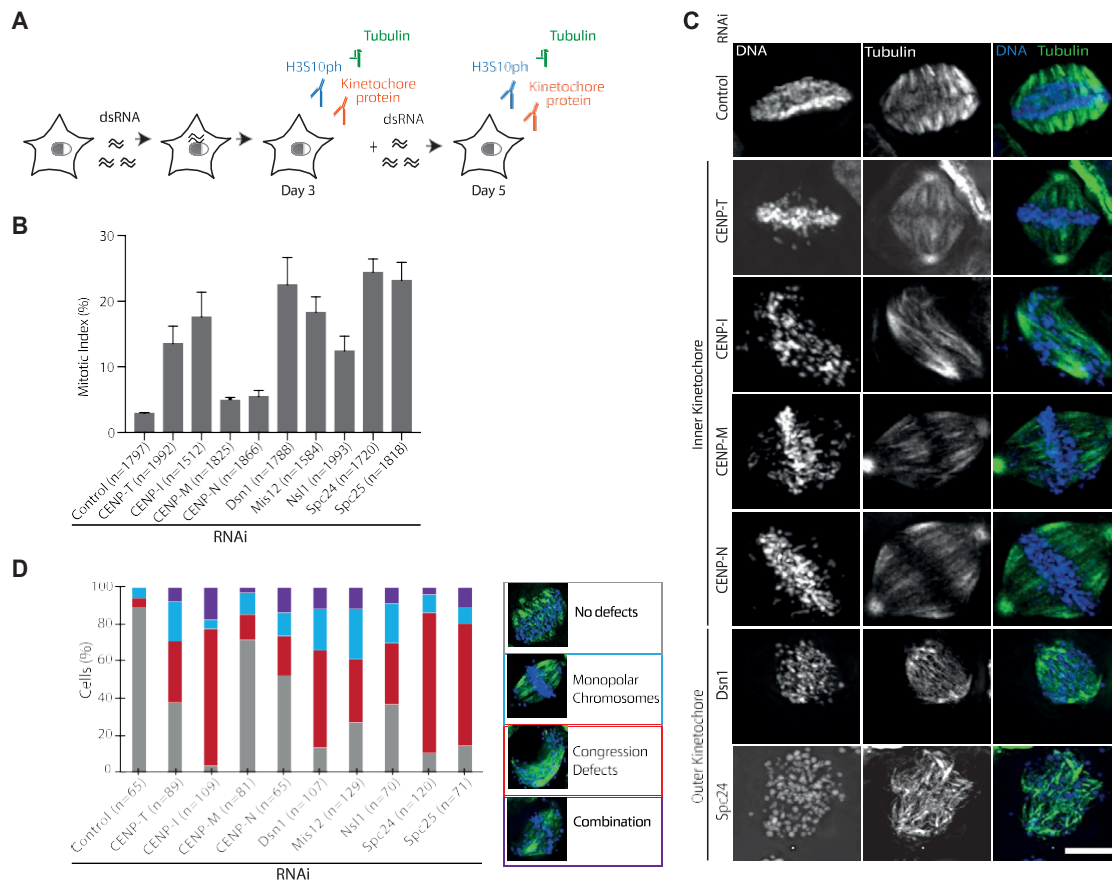 A
Tubulin
H3S10ph
Kinetochore
protein
dsRNA
Day 3
dsRNA
+
Tubulin
H3S10ph
Kinetochore
protein
Day 5
B
Mitotic Index (%)
30
20
10
0
Control (n=1797)
CENP-T (n=1992)
CENP-I (n=1512)
CENP-M (n=1825)
CENP-N (n=1866)
Dsn1 (n=1788)
Mis12 (n=1584)
Nsl1 (n=1993)
Spc24 (n=1720)
Spc25 (n=1818)
RNAi
C
RNAi
DNA
Tubulin
DNA Tubulin
Control
Inner Kinetochore
CENP-T
CENP-I
CENP-M
CENP-N
Outer Kinetochore
Dsn1
Spc24
D
Cells (%)
100
80
60
40
20
0
Control (n=65)
CENP-T (n=89)
CENP-I (n=109)
CENP-M (n=81)
CENP-N (n=65)
Dsn1 (n=107)
Mis12 (n=129)
Nsl1 (n=70)
Spc24 (n=120)
Spc25 (n=71)
RNAi
No defects
Monopolar
Chromosomes
Congression
Defects
Combination